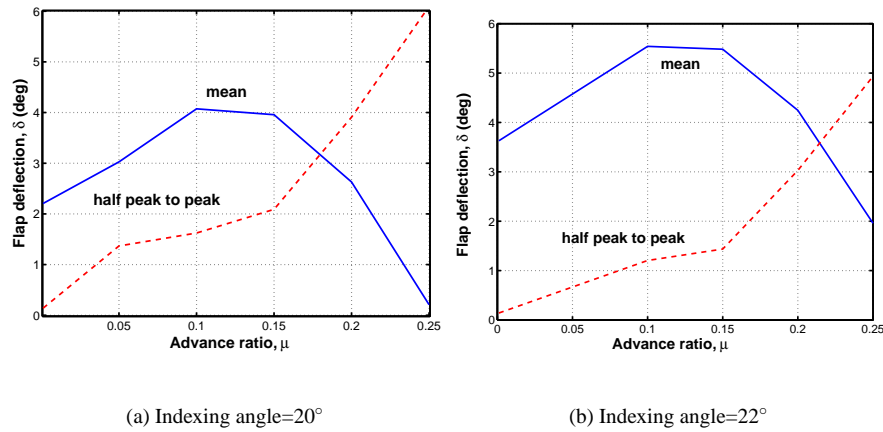 6
5
4
3
2
1
0
Flap deflection, δ (deg)
mean
half peak to peak
0.05 0.1 0.15 0.2 0.25
Advance ratio, μ
(a) Indexing angle=20°
6
5
4
3
2
1
0
Flap deflection, δ (deg)
mean
half peak to peak
0 0.05 0.1 0.15 0.2 0.25
Advance ratio, μ
(b) Indexing angle=22°